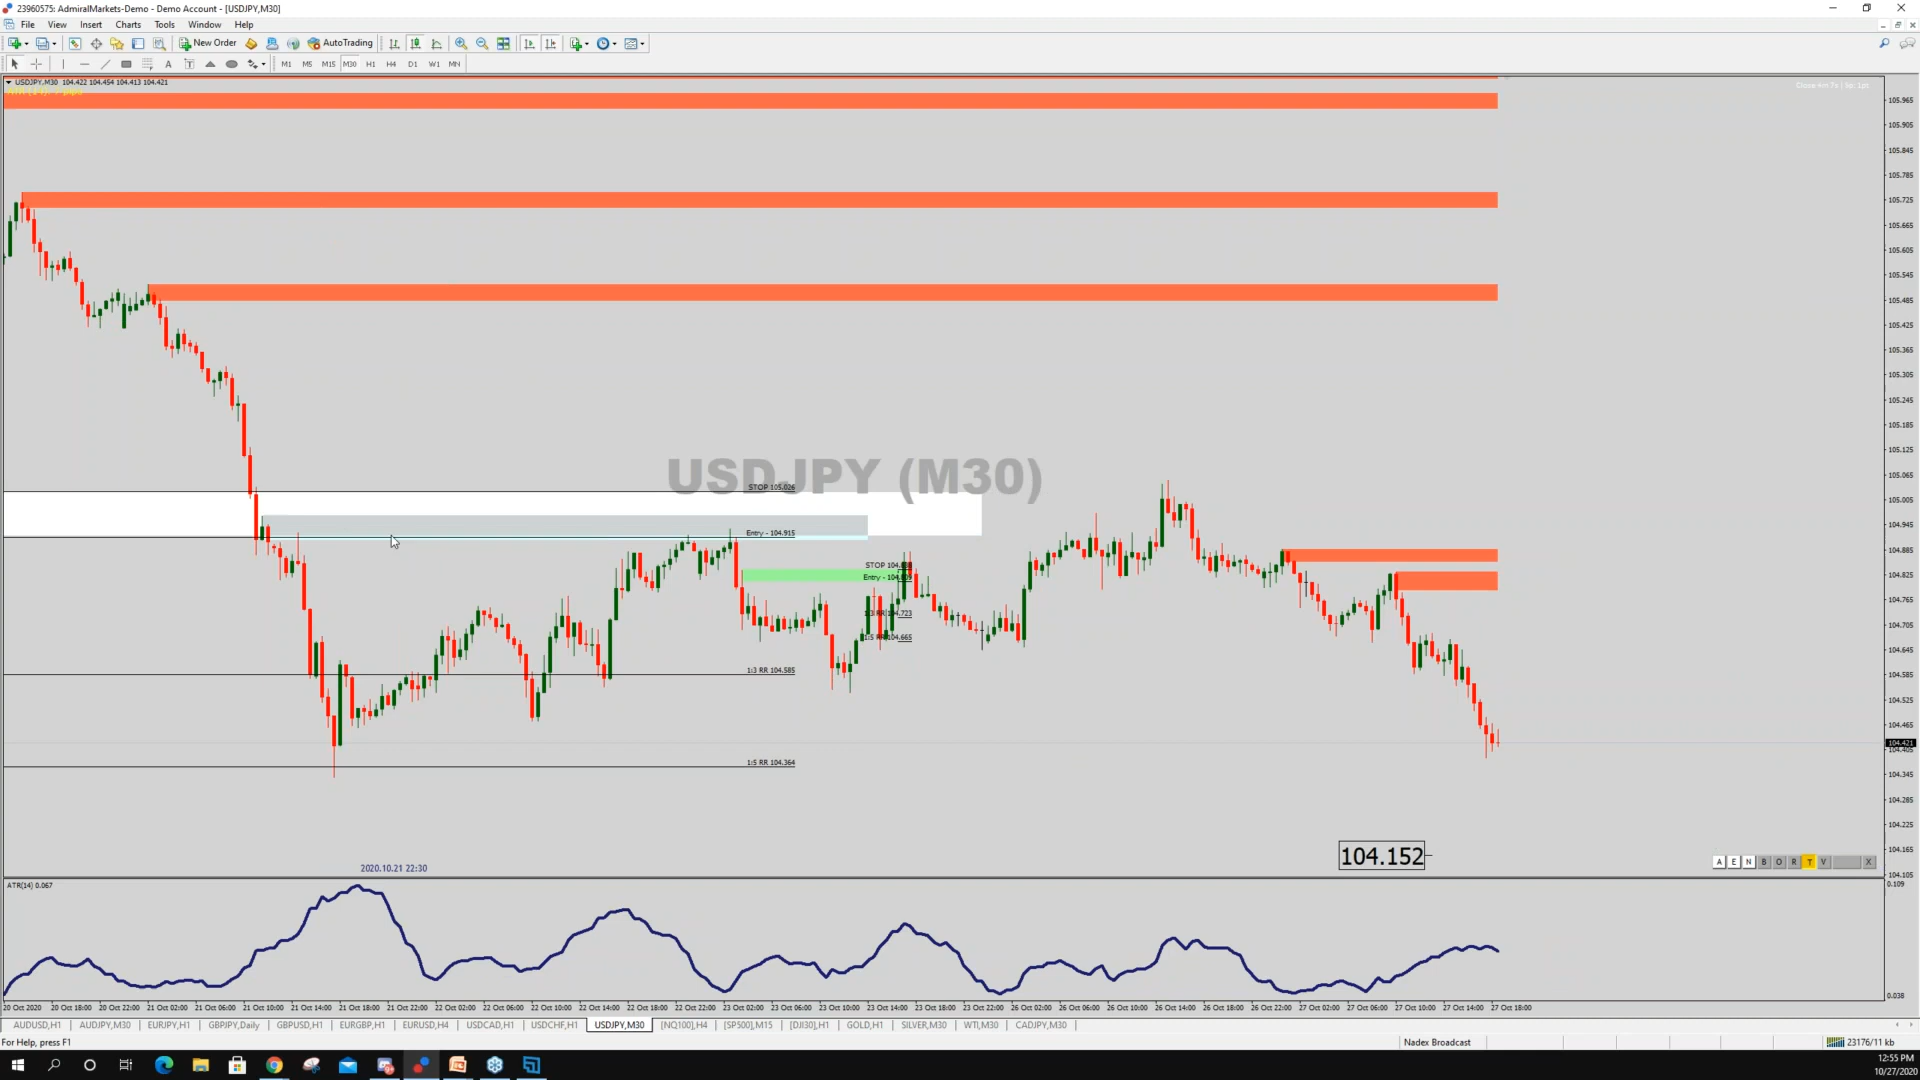 23960575: AdmiralMarkets-Demo - Demo Account - [USDJPY,M30]
File View Insert Charts Tools Window Help
New Order AutoTrading
A T M1 M5 M15 M30 H1 H4 D1 W1 MN
USDJPY,M30 104.422 104.454 104.413 104.421
105.965
105.905
105.845
105.785
105.725
105.665
105.605
105.545
105.485
105.425
105.365
105.305
105.245
105.185
105.125
105.065
105.005
104.945
104.885
104.825
104.765
104.705
104.645
104.585
104.525
104.465
104.421
104.405
104.345
104.285
104.225
104.165
104.105
USDJPY (M30)
STOP 105.026
Entry - 104.915
STOP 104.838
Entry - 104.809
1:3 RR 104.723
1:5 RR 104.665
1:3 RR 104.585
1:5 RR 104.364
104.152
A E N B O R T V X
2020.10.21 22:30
ATR(14) 0.067
0.109
0.038
20 Oct 2020 20 Oct 18:00 20 Oct 22:00 21 Oct 02:00 21 Oct 06:00 21 Oct 10:00 21 Oct 14:00 21 Oct 18:00 21 Oct 22:00 22 Oct 02:00 22 Oct 06:00 22 Oct 10:00 22 Oct 14:00 22 Oct 18:00 22 Oct 22:00 23 Oct 02:00 23 Oct 06:00 23 Oct 10:00 23 Oct 14:00 23 Oct 18:00 23 Oct 22:00 26 Oct 02:00 26 Oct 06:00 26 Oct 10:00 26 Oct 14:00 26 Oct 18:00 26 Oct 22:00 27 Oct 02:00 27 Oct 06:00 27 Oct 10:00 27 Oct 14:00 27 Oct 18:00
AUDUSD,H1 AUDJPY,M30 EURJPY,H1 GBPJPY,Daily GBPUSD,H1 EURGBP,H1 EURUSD,H4 USDCAD,H1 USDCHF,H1 USDJPY,M30 [NQ100],H4 [SP500],M15 [DJI30],H1 GOLD,H1 SILVER,M30 WTI,M30 CADJPY,M30
For Help, press F1
Nadex Broadcast
23176/11 kb
12:55 PM
10/27/2020